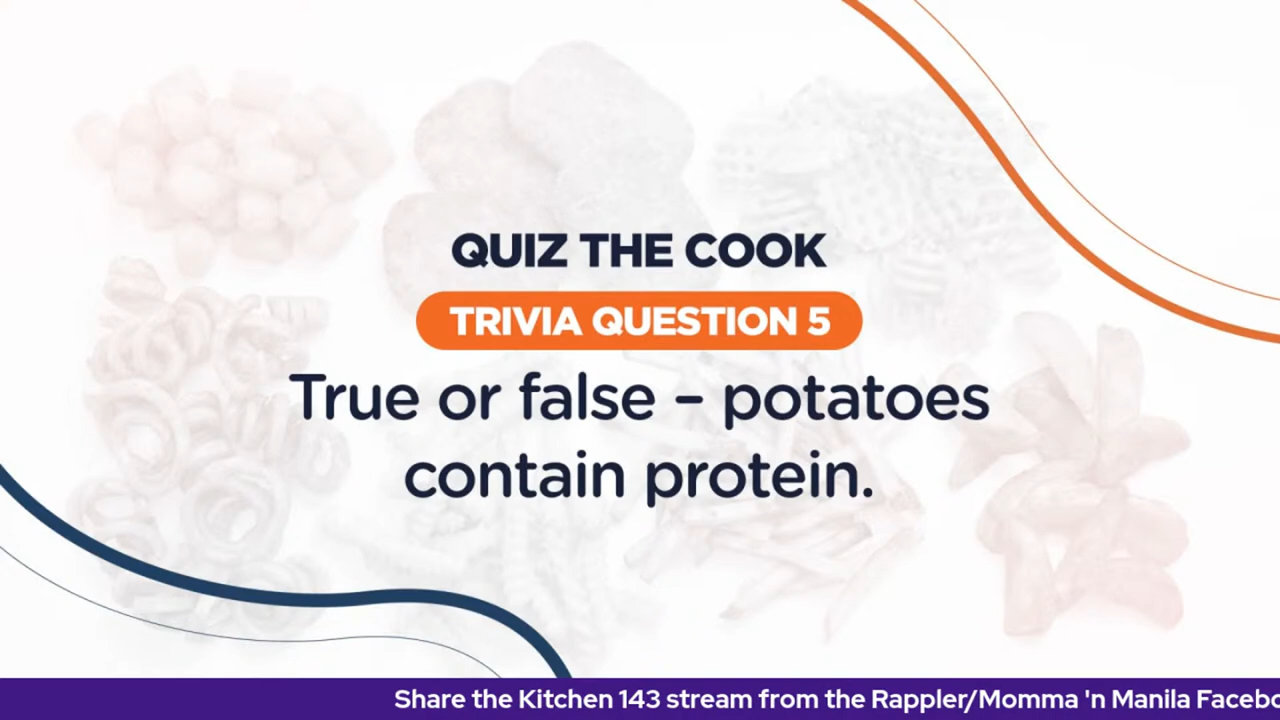 QUIZ THE COOK
TRIVIA QUESTION 5
True or false – potatoes
contain protein.
Share the Kitchen 143 stream from the Rappler/Momma 'n Manila Facebo